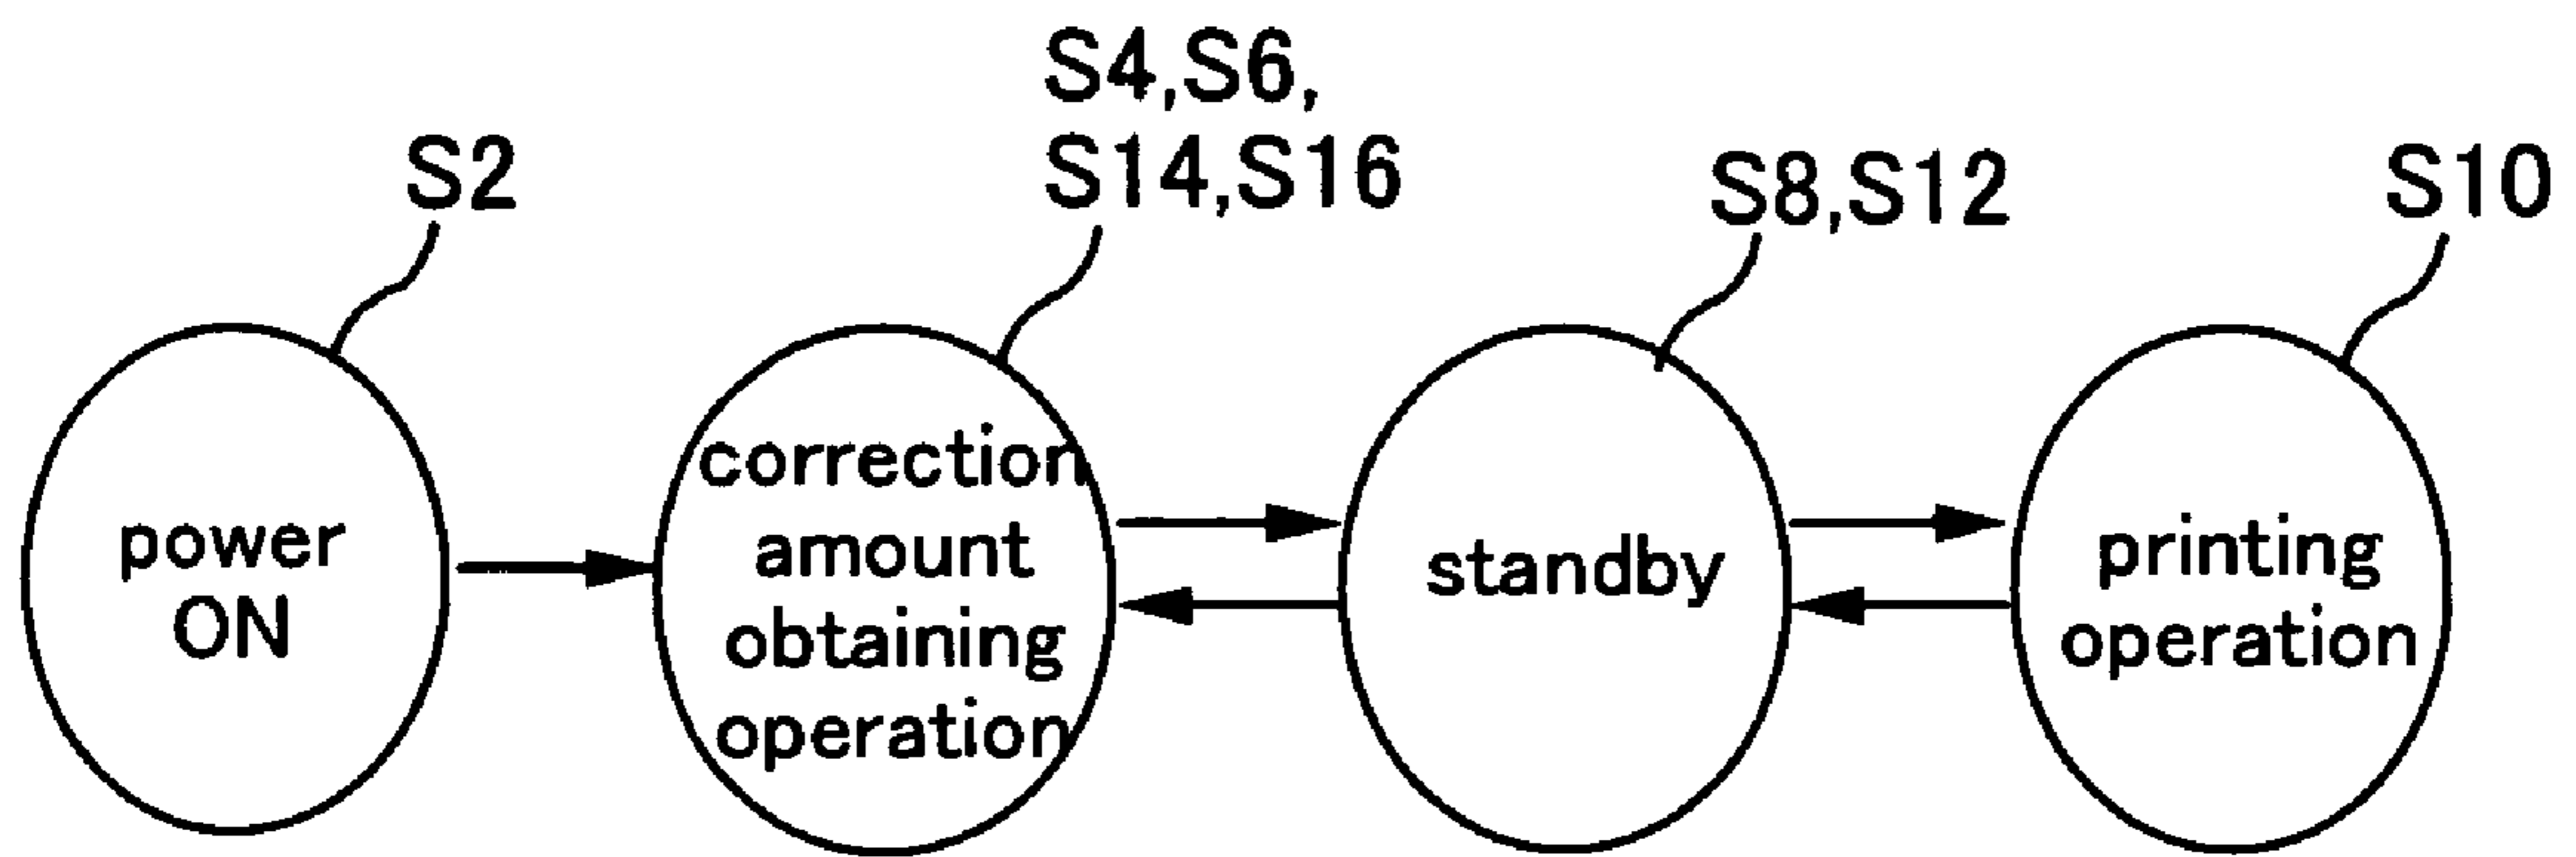 S2
S4,S6,
S14,S16
S8,S12
S10
power
ON
correction
amount
obtaining
operation
standby
printing
operation